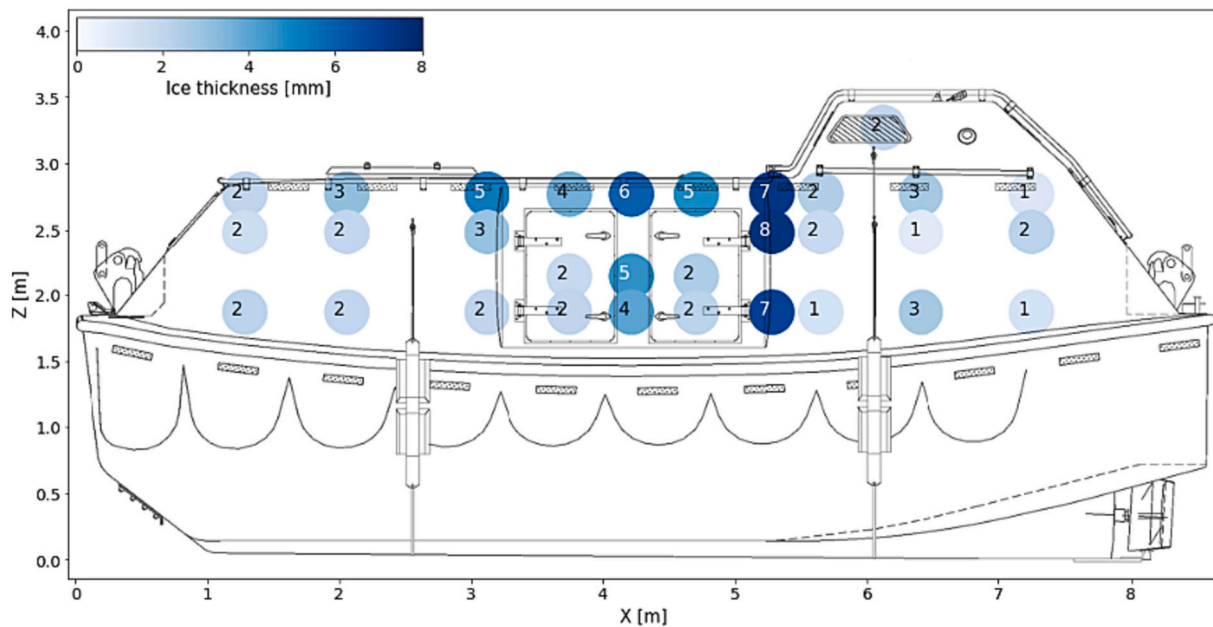 4.0
0 2 4 6 8
Ice thickness [mm]
3.5
2
3.0
2 3 5 4 6 5 7 2 3 1
2.5
2 2 3 8 2 1 2
2 5 2
2.0
2 2 2 2 4 2 7 1 3 1
Z [m]
1.5
1.0
0.5
0.0
0 1 2 3 4 5 6 7 8
X [m]